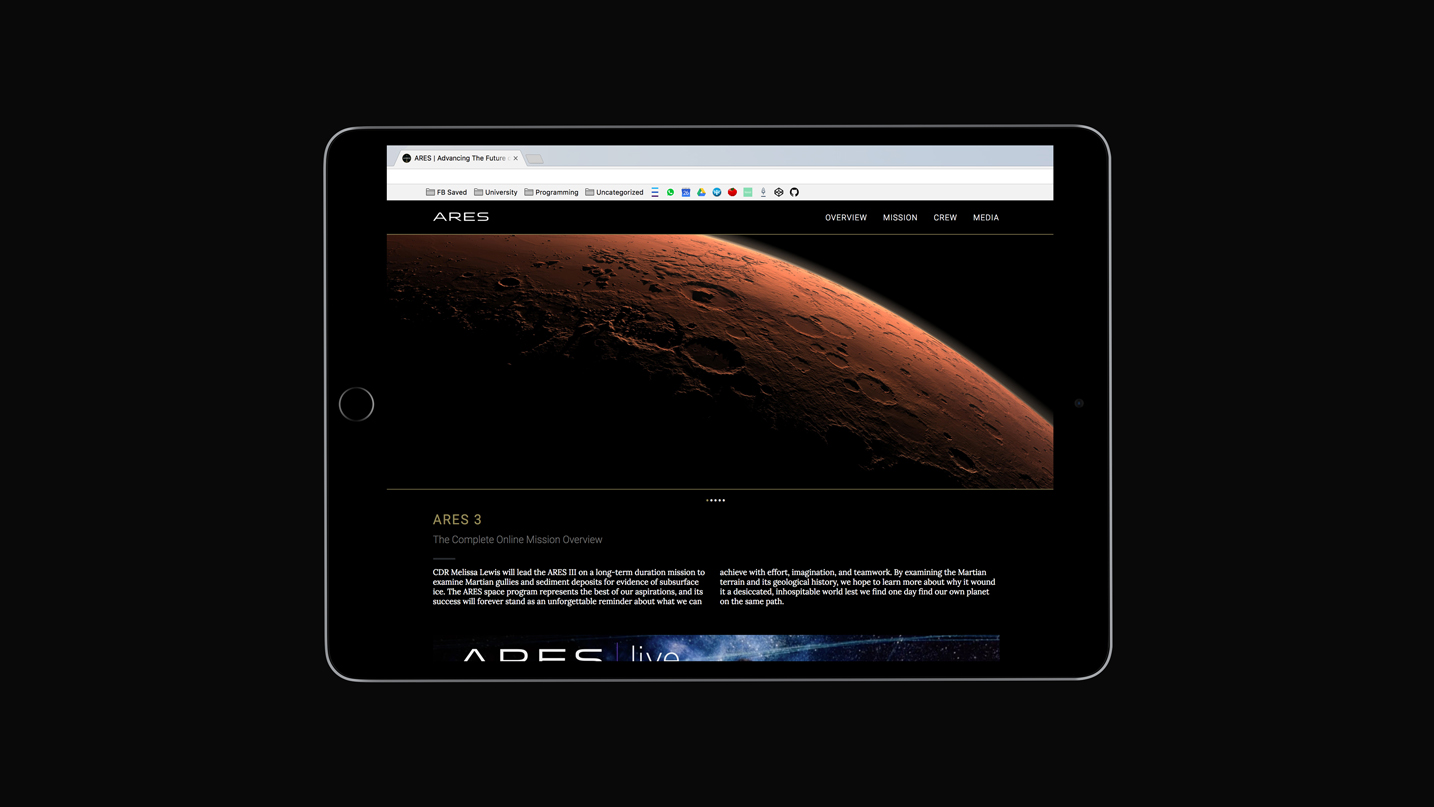 ARES | Advancing The Future
FB Saved University Programming Uncategorized
ARES
OVERVIEW MISSION CREW MEDIA
ARES 3
The Complete Online Mission Overview
CDR Melissa Lewis will lead the ARES III on a long-term duration mission to
examine Martian gullies and sediment deposits for evidence of subsurface
ice. The ARES space program represents the best of our aspirations, and its
success will forever stand as an unforgettable reminder about what we can
achieve with effort, imagination, and teamwork. By examining the Martian
terrain and its geological history, we hope to learn more about why it wound
it a desiccated, inhospitable world lest we find one day find our own planet
on the same path.
ARES | live